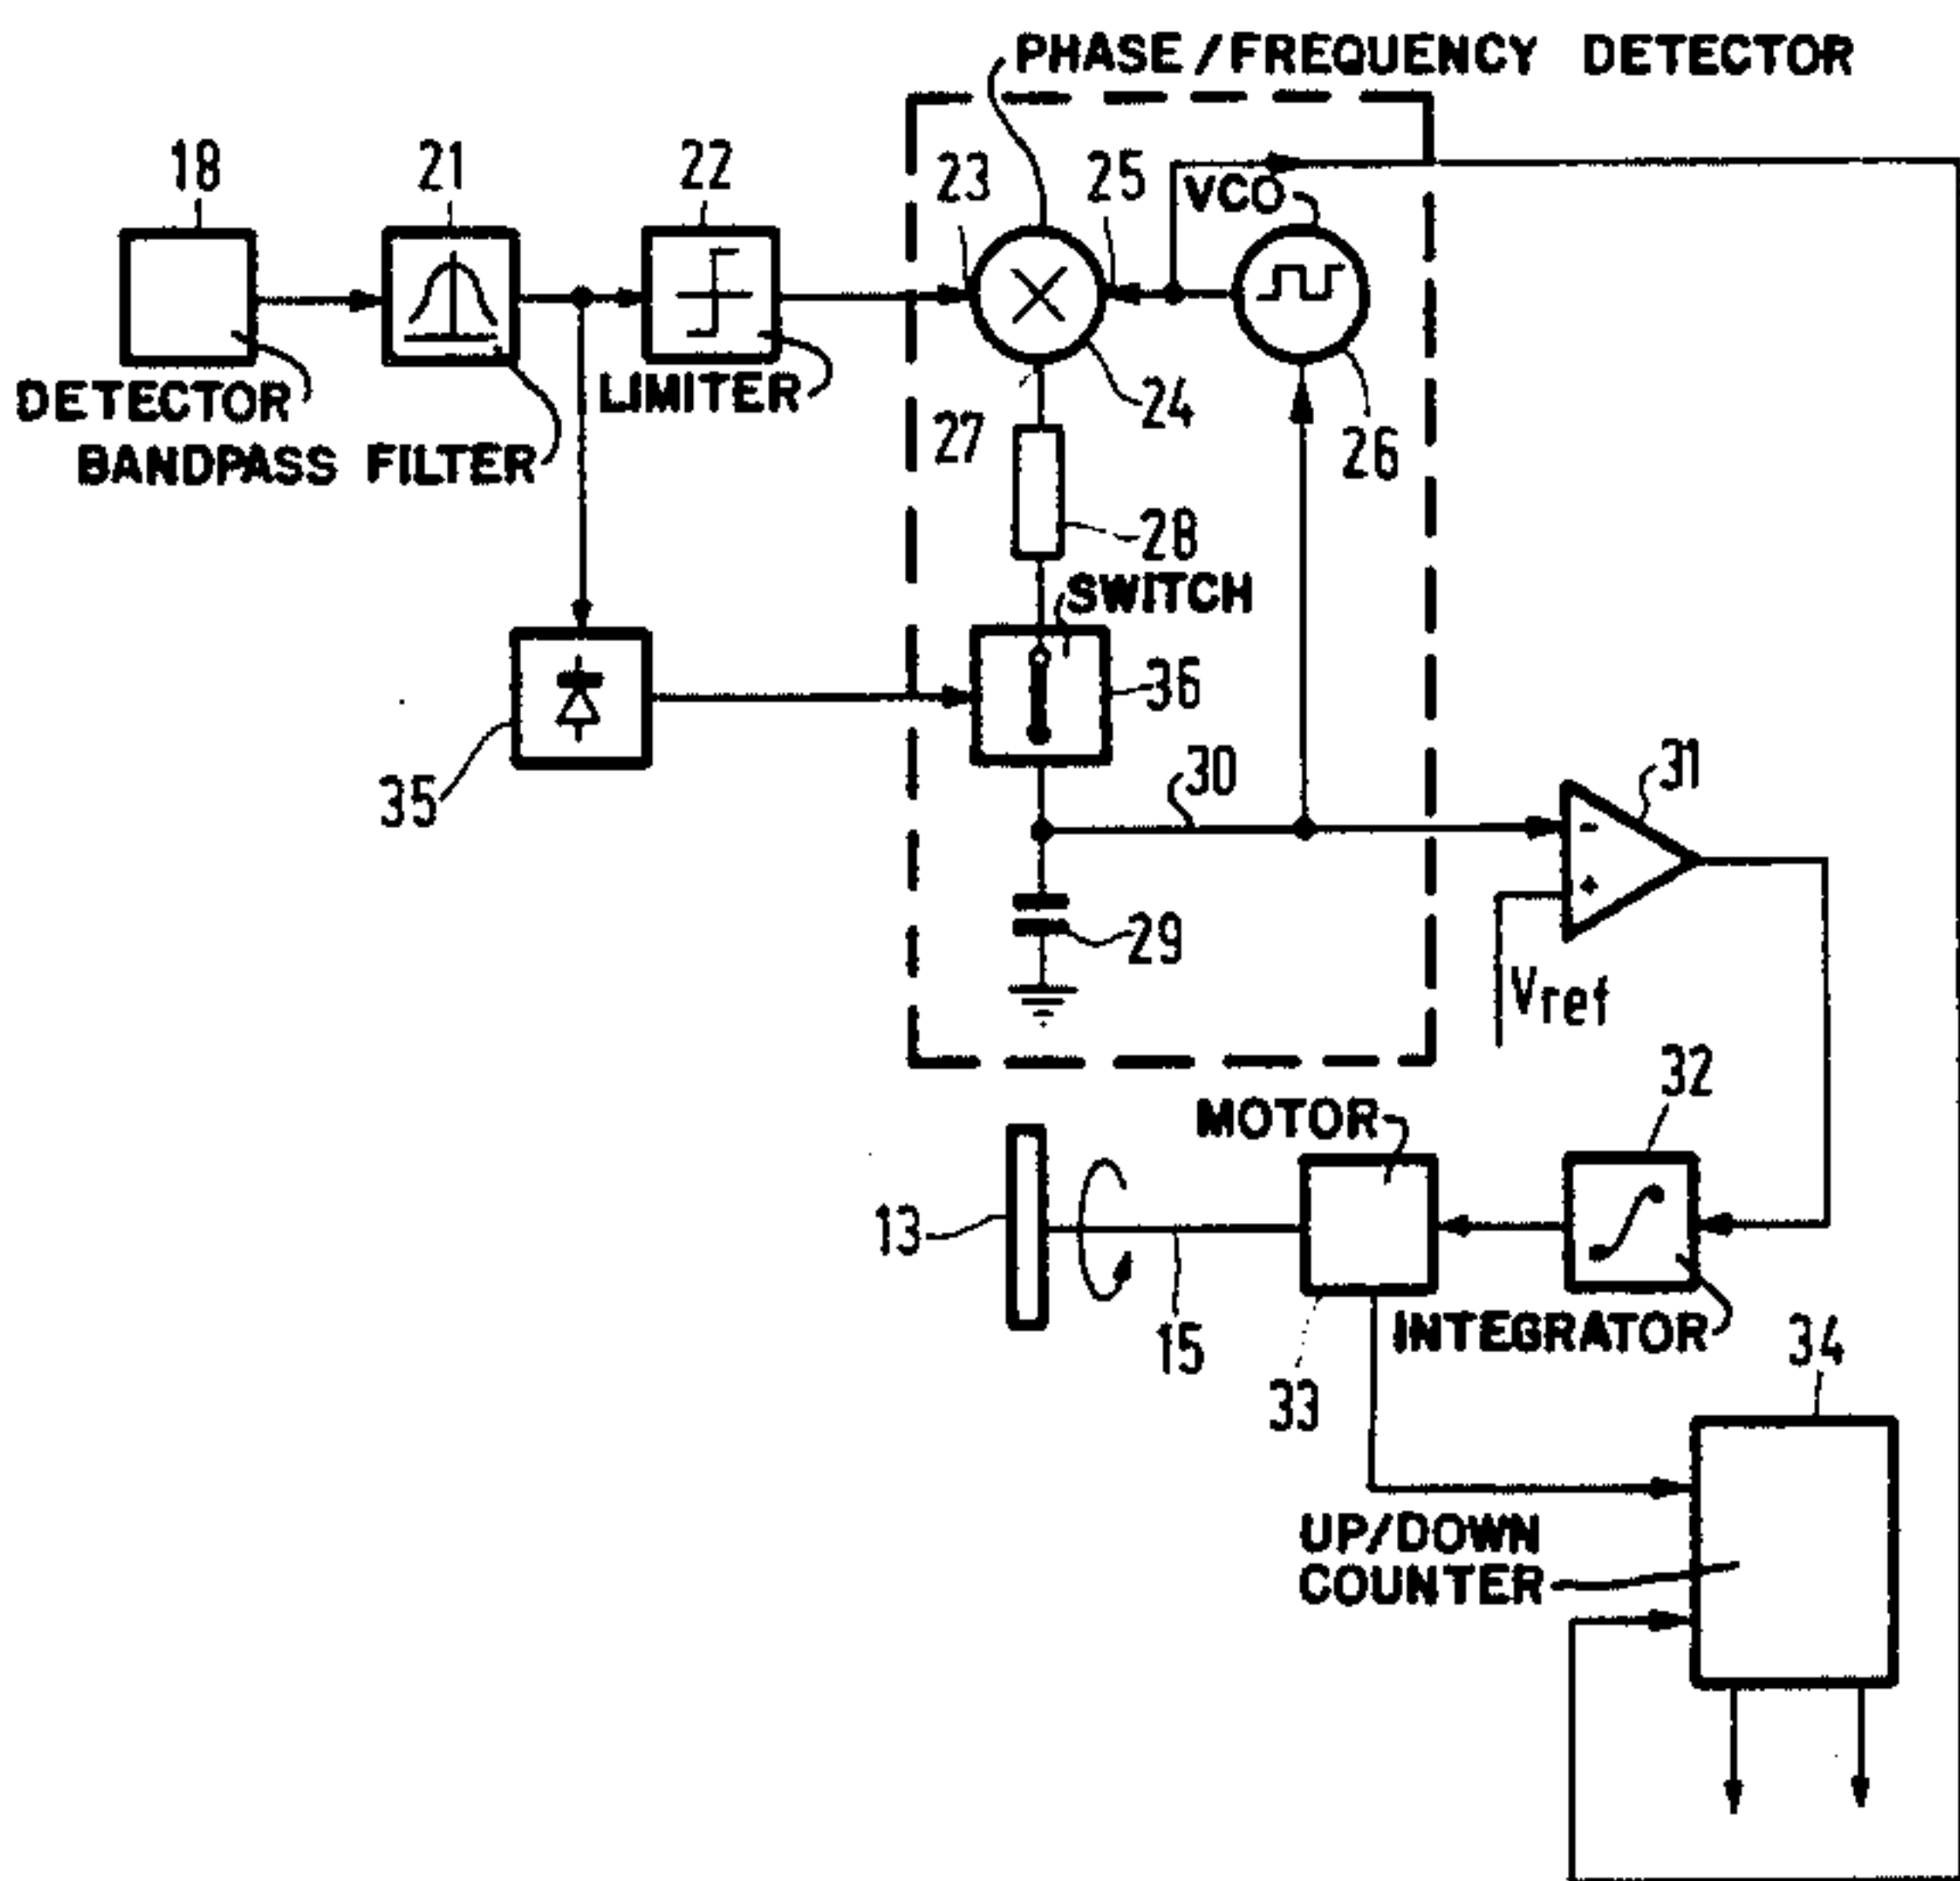 PHASE/FREQUENCY DETECTOR
18
21
22
23
25
VCO
DETECTOR
LIMITER
24
BANDPASS FILTER
27
26
28
SWITCH
36
35
30
31
-
+
29
Vref
32
MOTOR
13
15
INTEGRATOR
33
34
UP/DOWN
COUNTER